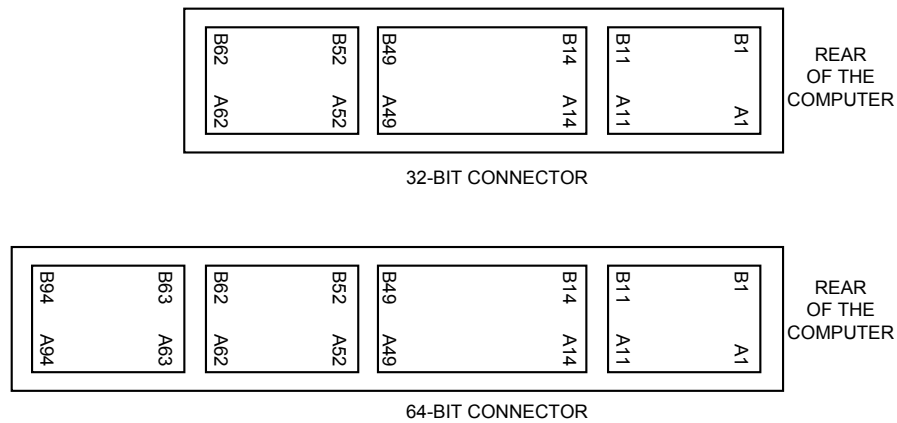 B62 B52 B49 B14 B11 B1
A62 A52 A49 A14 A11 A1
REAR
OF THE
COMPUTER
32-BIT CONNECTOR
B94 B63 B62 B52 B49 B14 B11 B1
A94 A63 A62 A52 A49 A14 A11 A1
REAR
OF THE
COMPUTER
64-BIT CONNECTOR